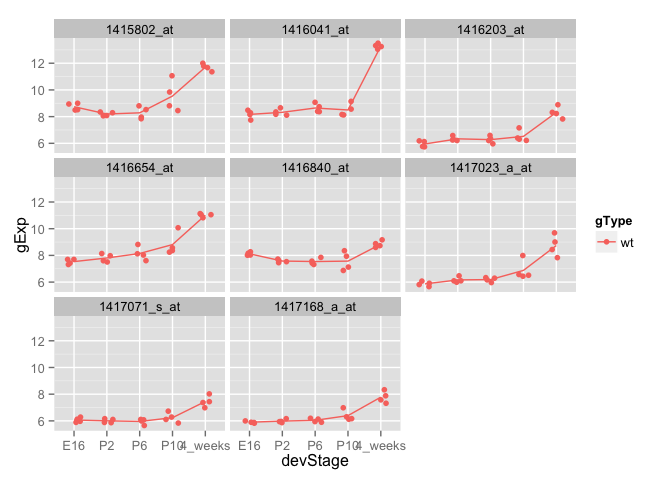 1415802_at 1416041_at 1416203_at
12
10
8
6
1416654_at 1416840_at 1417023_a_at
12
10
8
6
1417071_s_at 1417168_a_at
12
10
8
6
E16 P2 P6 P10 4_weeks E16 P2 P6 P10 4_weeks
devStage
gExp
gType
wt